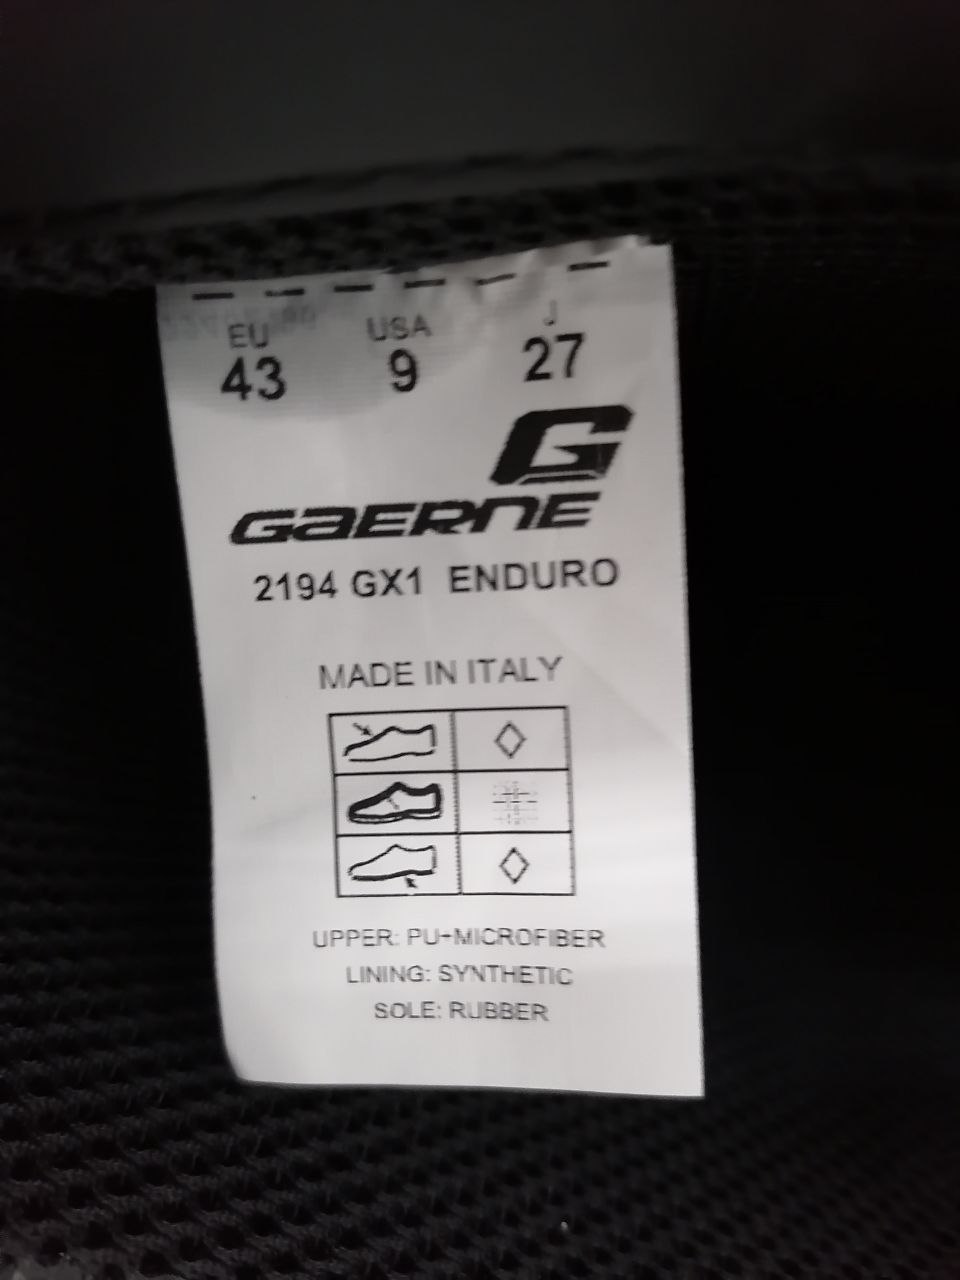 EU USA J
43 9 27
G
GAERNE
2194 GX1 ENDURO
MADE IN ITALY
UPPER: PU+MICROFIBER
LINING: SYNTHETIC
SOLE: RUBBER